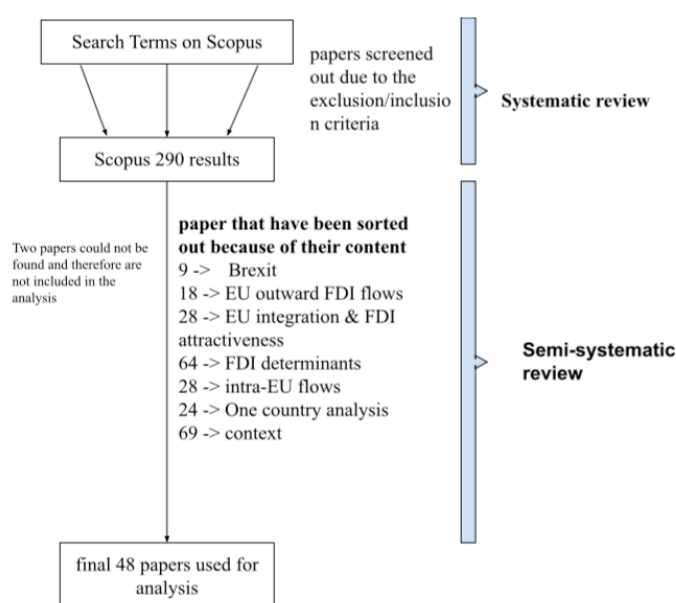 Search Terms on Scopus
papers screened
out due to the
exclusion/inclusio
n criteria
Systematic review
Scopus 290 results
Two papers could not be
found and therefore are
not included in the
analysis
paper that have been sorted
out because of their content
9 -> Brexit
18 -> EU outward FDI flows
28 -> EU integration & FDI
attractiveness
64 -> FDI determinants
28 -> intra-EU flows
24 -> One country analysis
69 -> context
Semi-systematic
review
final 48 papers used for
analysis